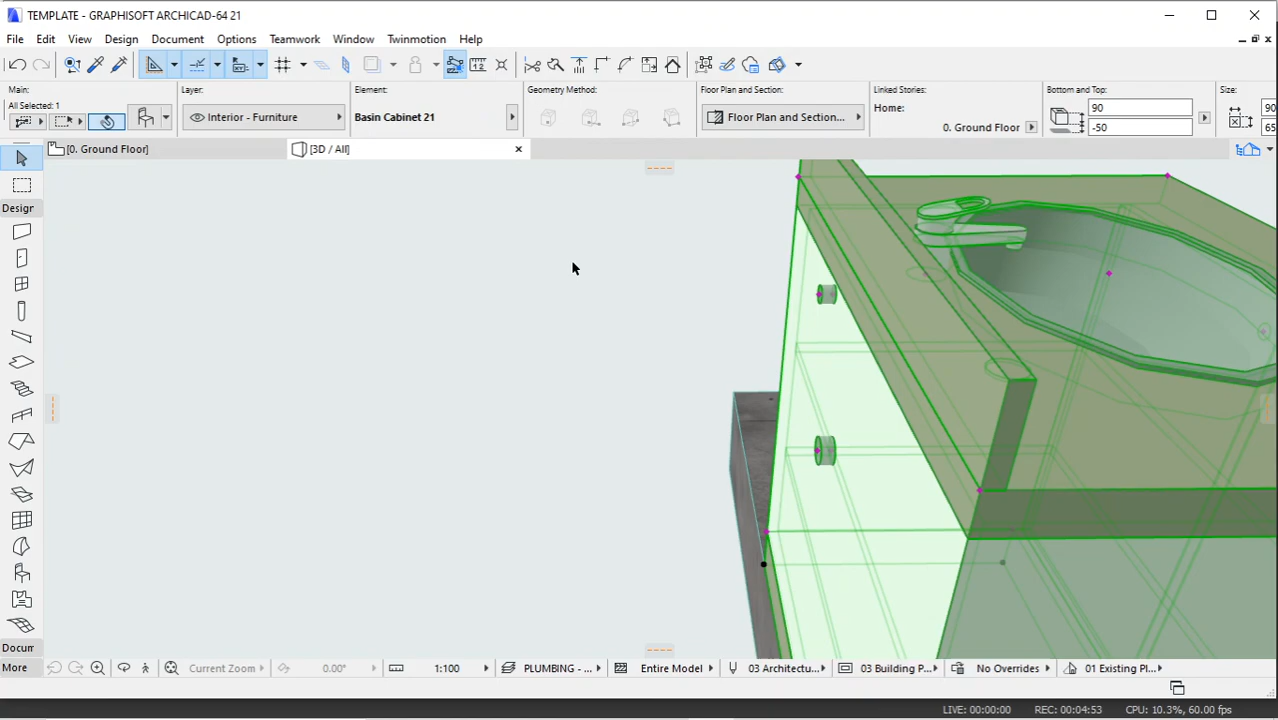 TEMPLATE - GRAPHISOFT ARCHICAD-64 21
File Edit View Design Document Options Teamwork Window Twinmotion Help
Main:
All Selected: 1
Layer:
Interior - Furniture
Element:
Basin Cabinet 21
Geometry Method:
Floor Plan and Section:
Floor Plan and Section...
Linked Stories:
Home:
0. Ground Floor
Bottom and Top:
90
-50
Size:
90
65
[0. Ground Floor]
[3D / All]
Design
Docum
More
Current Zoom
0.00°
1:100
PLUMBING - ...
Entire Model
03 Architectu...
03 Building P...
No Overrides
01 Existing Pl...
LIVE: 00:00:00
REC: 00:04:53
CPU: 10.3%, 60.00 fps